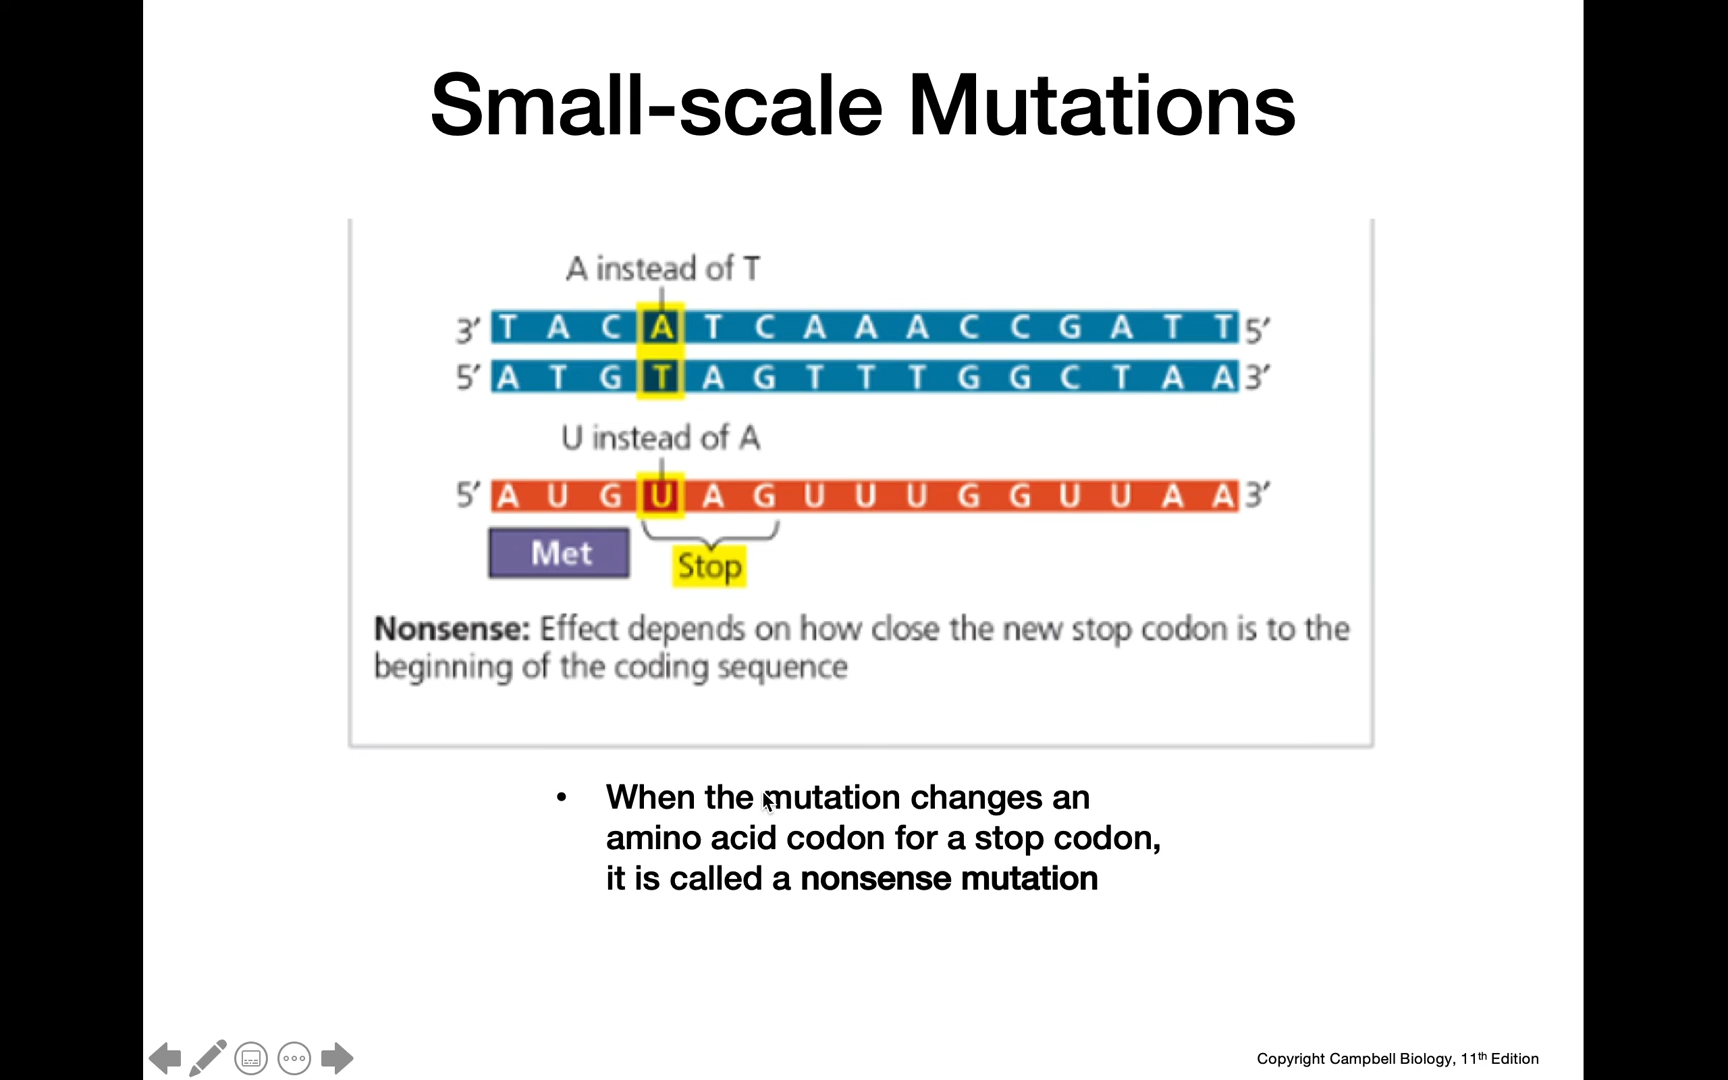 Small-scale Mutations
A instead of T
3′ T A C A T C A A A C C G A T T 5′
5′ A T G T A G T T T G G C T A A 3′
U instead of A
5′ A U G U A G U U U G G U U A A 3′
Met
Stop
Nonsense: Effect depends on how close the new stop codon is to the
beginning of the coding sequence
• When the mutation changes an
amino acid codon for a stop codon,
it is called a nonsense mutation
Copyright Campbell Biology, 11th Edition